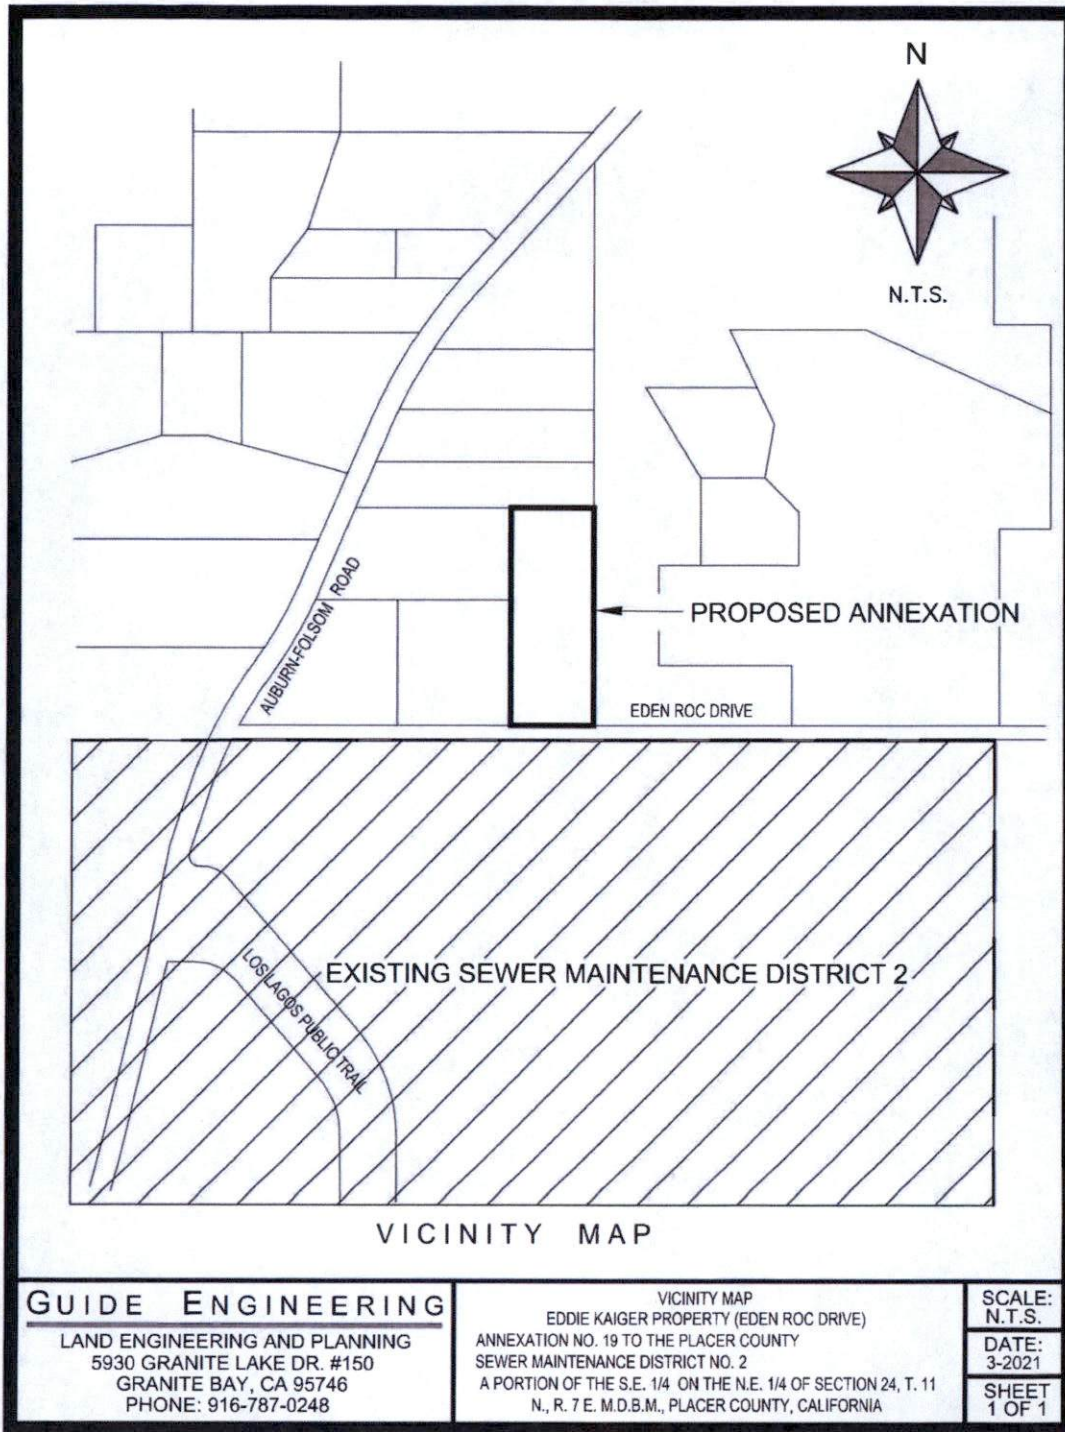 N
N.T.S.
AUBURN-FOLSOM ROAD
PROPOSED ANNEXATION
EDEN ROC DRIVE
LOS LAGOS PUBLIC TRAIL
EXISTING SEWER MAINTENANCE DISTRICT 2
VICINITY MAP
GUIDE ENGINEERING
LAND ENGINEERING AND PLANNING
5930 GRANITE LAKE DR. #150
GRANITE BAY, CA 95746
PHONE: 916-787-0248
VICINITY MAP
EDDIE KAIGER PROPERTY (EDEN ROC DRIVE)
ANNEXATION NO. 19 TO THE PLACER COUNTY
SEWER MAINTENANCE DISTRICT NO. 2
A PORTION OF THE S.E. 1/4 ON THE N.E. 1/4 OF SECTION 24, T. 11
N., R. 7 E. M.D.B.M., PLACER COUNTY, CALIFORNIA
SCALE:
N.T.S.
DATE:
3-2021
SHEET
1 OF 1